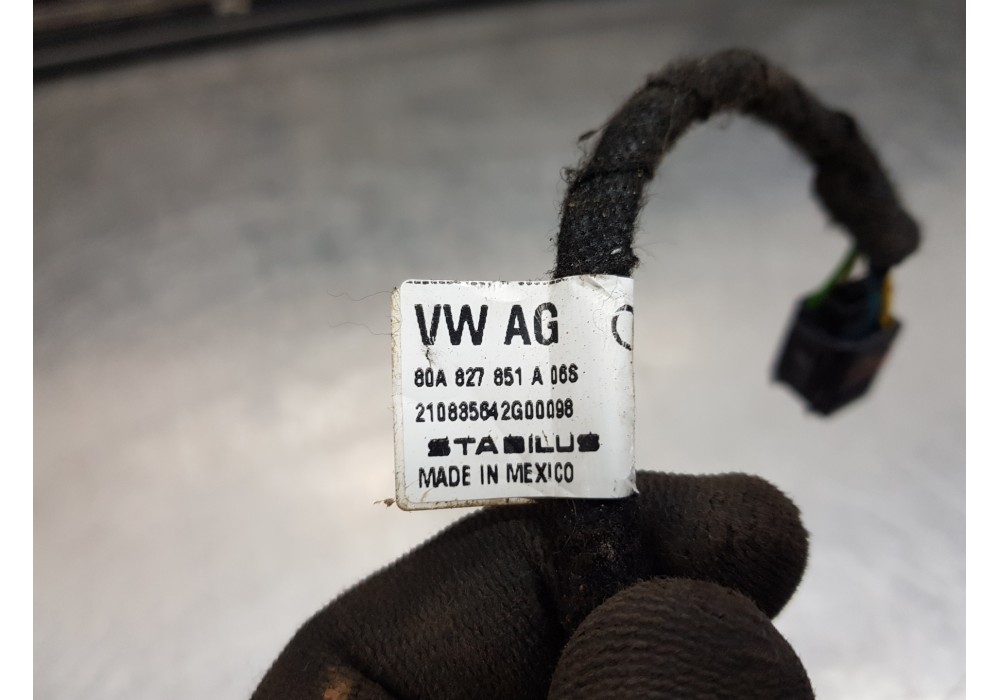 VW AG
80A 827 851 A 06S
210835642G00098
STABILUS
MADE IN MEXICO